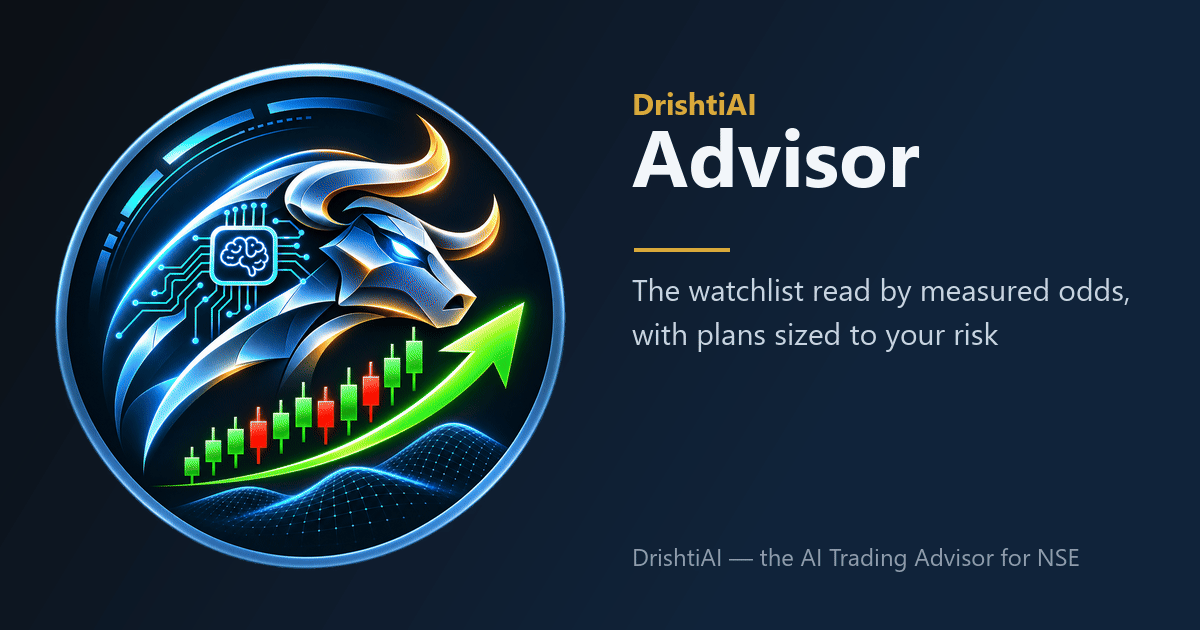 DrishtiAI
Advisor
The watchlist read by measured odds,
with plans sized to your risk
DrishtiAI — the AI Trading Advisor for NSE